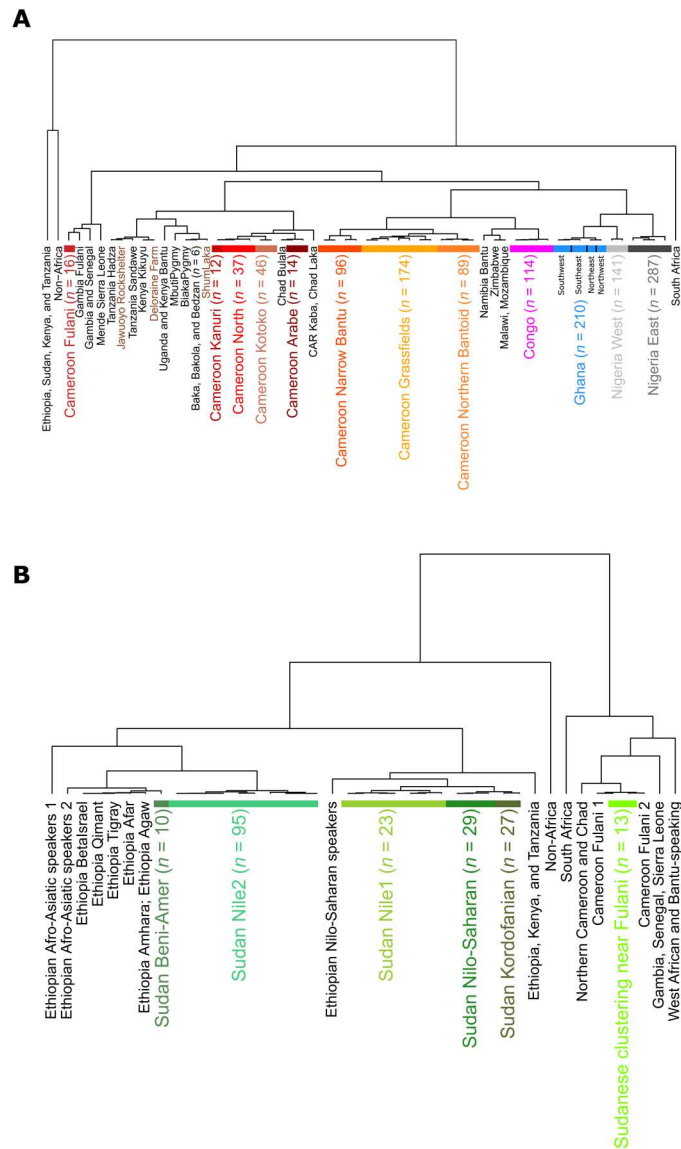 A
Ethiopia, Sudan, Kenya, and Tanzania
Non−Africa
Cameroon Fulani (n = 16)
Gambia Fulani
Gambia and Senegal
Mende Sierra Leone
Tanzania Hadza
Jawuoyo Rockshelter
Tanzania Sandawe
Kenya Kikuyu
Deloraine Farm
Uganda and Kenya Bantu
MbutiPygmy
BiakaPygmy
Baka, Bakola, and Bedzan (n = 6)
ShumLaka
Cameroon Kanuri (n = 12)
Cameroon North (n = 37)
Cameroon Kotoko (n = 46)
Chad Bulala
Cameroon Arabe (n = 14)
CAR Kaba, Chad Laka
Cameroon Narrow Bantu (n = 96)
Cameroon Grassfields (n = 174)
Cameroon Northern Bantoid (n = 89)
Namibia Bantu
Zimbabwe
Malawi, Mozambique
Congo (n = 114)
Southwest
Southeast
Northeast
Northwest
Ghana (n = 210)
Nigeria West (n = 141)
Nigeria East (n = 287)
South Africa
B
Ethiopian Afro−Asiatic speakers 1
Ethiopian Afro−Asiatic speakers 2
Ethiopia BetaIsrael
Ethiopia Qimant
Ethiopia Tigray
Ethiopia Afar
Ethiopia Amhara; Ethiopia Agaw
Sudan Beni−Amer (n = 10)
Sudan Nile2 (n = 95)
Ethiopian Nilo−Saharan speakers
Sudan Nile1 (n = 23)
Sudan Nilo−Saharan (n = 29)
Sudan Kordofanian (n = 27)
Ethiopia, Kenya, and Tanzania
Non−Africa
South Africa
Northern Cameroon and Chad
Cameroon Fulani 1
Sudanese clustering near Fulani (n = 13)
Cameroon Fulani 2
Gambia, Senegal, Sierra Leone
West African and Bantu−speaking